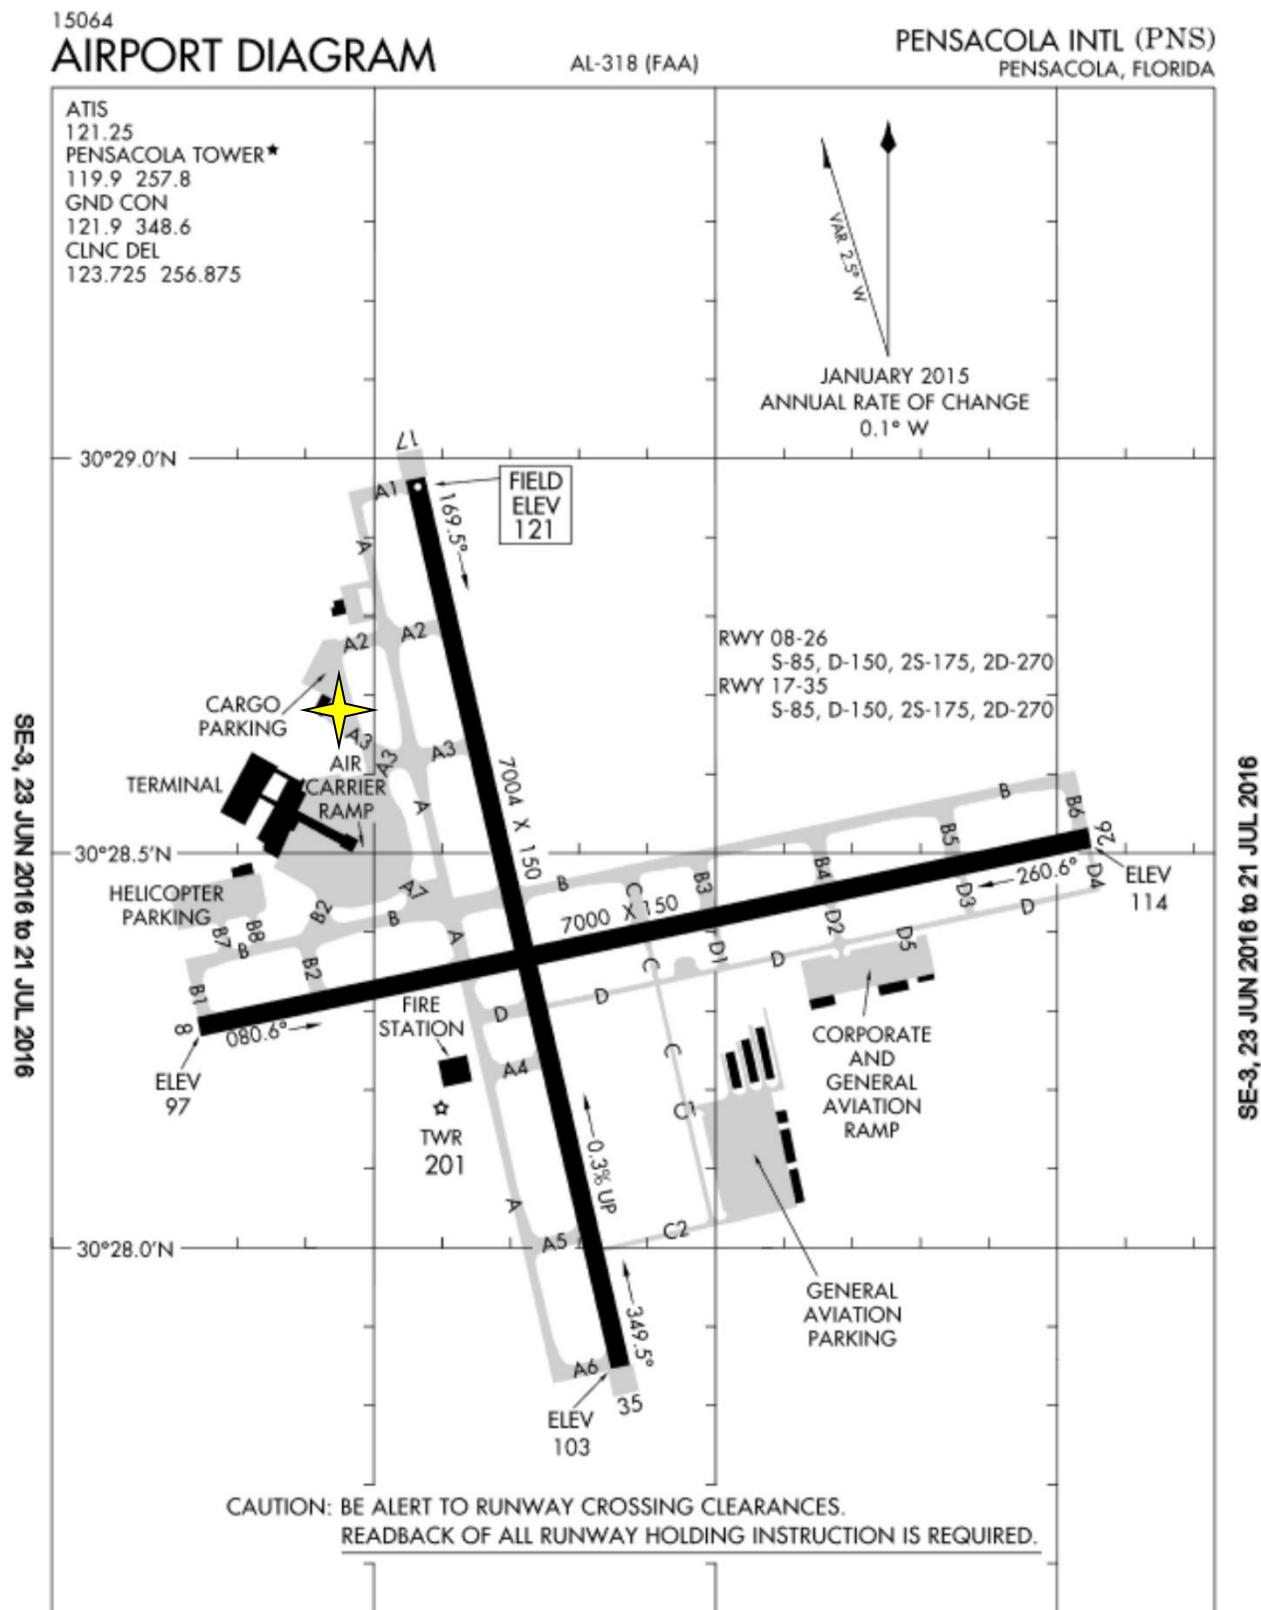 15064
AIRPORT DIAGRAM
AL-318 (FAA)
PENSACOLA INTL (PNS)
PENSACOLA, FLORIDA
ATIS
121.25
PENSACOLA TOWER★
119.9 257.8
GND CON
121.9 348.6
CLNC DEL
123.725 256.875
VAR 2.5° W
JANUARY 2015
ANNUAL RATE OF CHANGE
0.1° W
30°29.0'N
17
A1
FIELD
ELEV
121
169.5°
A
A2
A2
RWY 08-26
S-85, D-150, 2S-175, 2D-270
RWY 17-35
S-85, D-150, 2S-175, 2D-270
CARGO
PARKING
A3
A3
A3
TERMINAL
AIR
CARRIER
RAMP
A
7004 X 150
B
B6
26
B5
30°28.5'N
HELICOPTER
PARKING
B7
B8
B
B2
B2
B
A7
A
B
C
B3
B4
260.6°
D3
D4
ELEV
114
7000 X 150
D
D2
D5
D1
D
C
B1
8
080.6°
ELEV
97
FIRE
STATION
D
D
A4
TWR
201
C
C1
CORPORATE
AND
GENERAL
AVIATION
RAMP
0.3% UP
A
A5
C2
30°28.0'N
GENERAL
AVIATION
PARKING
349.5°
A6
35
ELEV
103
CAUTION: BE ALERT TO RUNWAY CROSSING CLEARANCES.
READBACK OF ALL RUNWAY HOLDING INSTRUCTION IS REQUIRED.
SE-3, 23 JUN 2016 to 21 JUL 2016
SE-3, 23 JUN 2016 to 21 JUL 2016